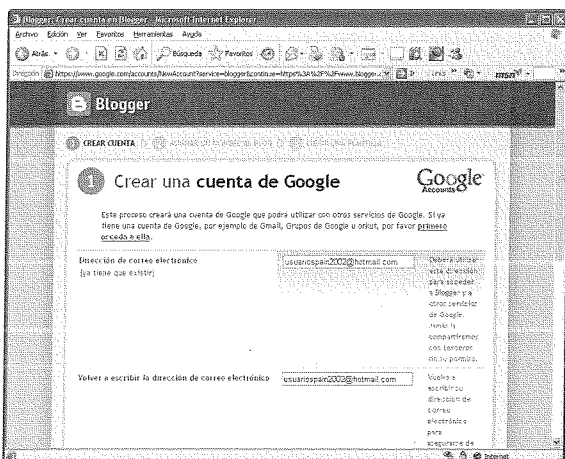 Blogger: Crear cuenta en Blogger - Microsoft Internet Explorer
Archivo Edición Ver Favoritos Herramientas Ayuda
Atrás Búsqueda Favoritos
Dirección https://www.google.com/accounts/NewAccount?service=blogger&continue=https%3A%2F%2Fwww.blogger.c msn
Blogger
1 CREAR CUENTA
1 Crear una cuenta de Google
Google
Accounts
Este proceso creará una cuenta de Google que podrá utilizar con otros servicios de Google. Si ya
tiene una cuenta de Google, por ejemplo de Gmail, Grupos de Google u orkut, por favor primero
acceda a ella.
Dirección de correo electrónico
(ya tiene que existir)
usuariospain2002@hotmail.com
Deberá utilizar
esta dirección
para acceder
a Blogger y a
otros servicios
de Google.
Jamás la
compartiremos
con terceros
sin su permiso.
Volver a escribir la dirección de correo electrónico
usuariospain2002@hotmail.com
Vuelva a
escribir su
dirección de
correo
electrónico
para
asegurarse de
Internet